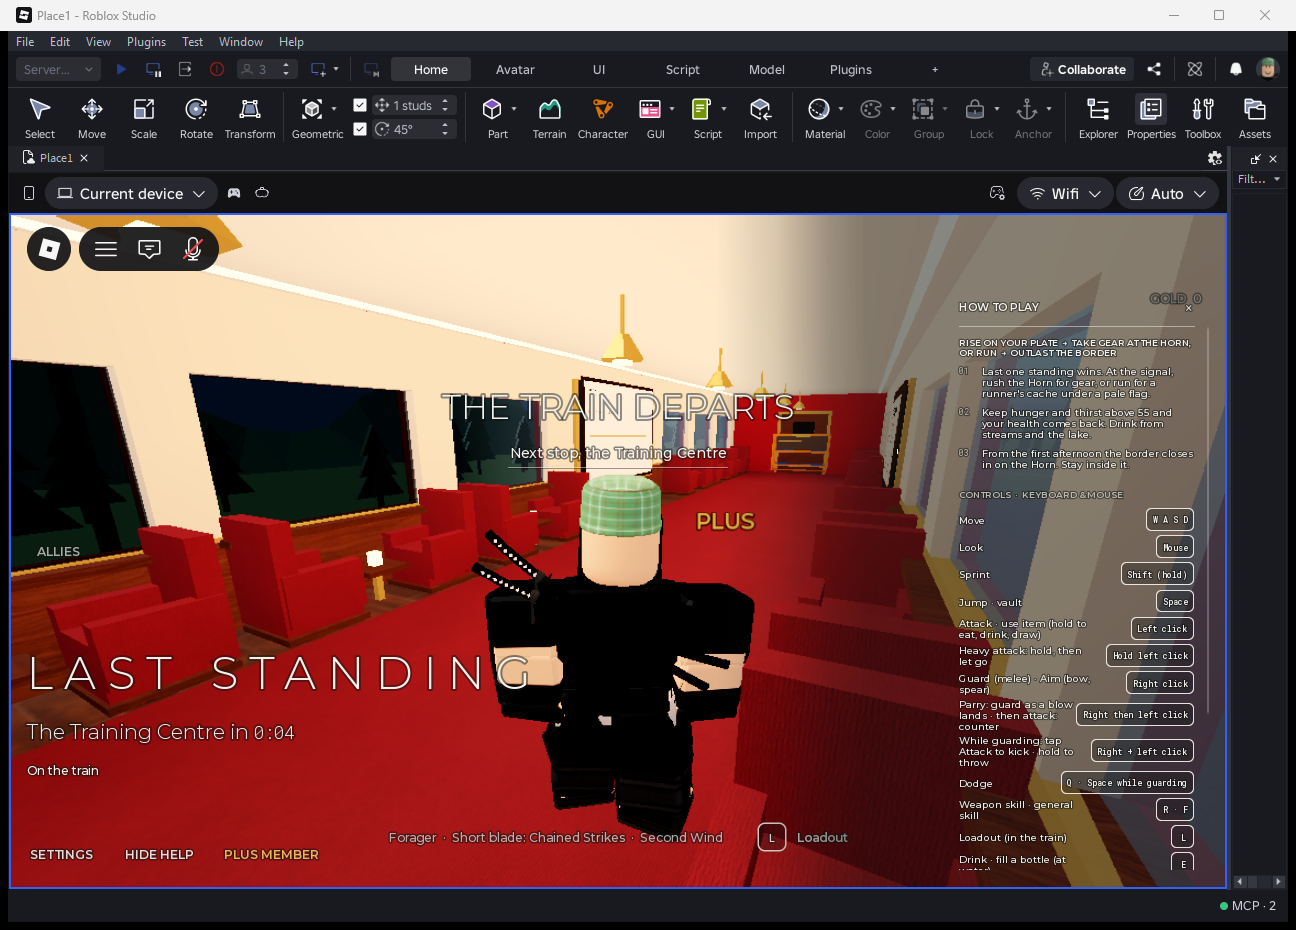 Place1 - Roblox Studio
File Edit View Plugins Test Window Help
Server... 3 Home Avatar UI Script Model Plugins + Collaborate
1 studs
45°
Select Move Scale Rotate Transform Geometric Part Terrain Character GUI Script Import Material Color Group Lock Anchor Explorer Properties Toolbox Assets
Place1
Filt...
Current device Wifi Auto
GOLD 0
HOW TO PLAY
RISE ON YOUR PLATE → TAKE GEAR AT THE HORN,
OR RUN → OUTLAST THE BORDER
01 Last one standing wins. At the signal,
rush the Horn for gear, or run for a
runner's cache under a pale flag.
02 Keep hunger and thirst above 55 and
your health comes back. Drink from
streams and the lake.
03 From the first afternoon the border closes
in on the Horn. Stay inside it.
CONTROLS · KEYBOARD & MOUSE
Move W A S D
Look Mouse
Sprint Shift (hold)
Jump · vault Space
Attack · use item (hold to
eat, drink, draw) Left click
Heavy attack: hold, then
let go Hold left click
Guard (melee) · Aim (bow,
spear) Right click
Parry: guard as a blow
lands · then attack:
counter Right then left click
While guarding: tap
Attack to kick · hold to
throw Right + left click
Dodge Q · Space while guarding
Weapon skill · general
skill R · F
Loadout (in the train) L
Drink · fill a bottle (at
water) E
THE TRAIN DEPARTS
Next stop, the Training Centre
PLUS
ALLIES
LAST STANDING
The Training Centre in 0:04
On the train
Forager · Short blade: Chained Strikes · Second Wind L Loadout
SETTINGS HIDE HELP PLUS MEMBER
MCP · 2